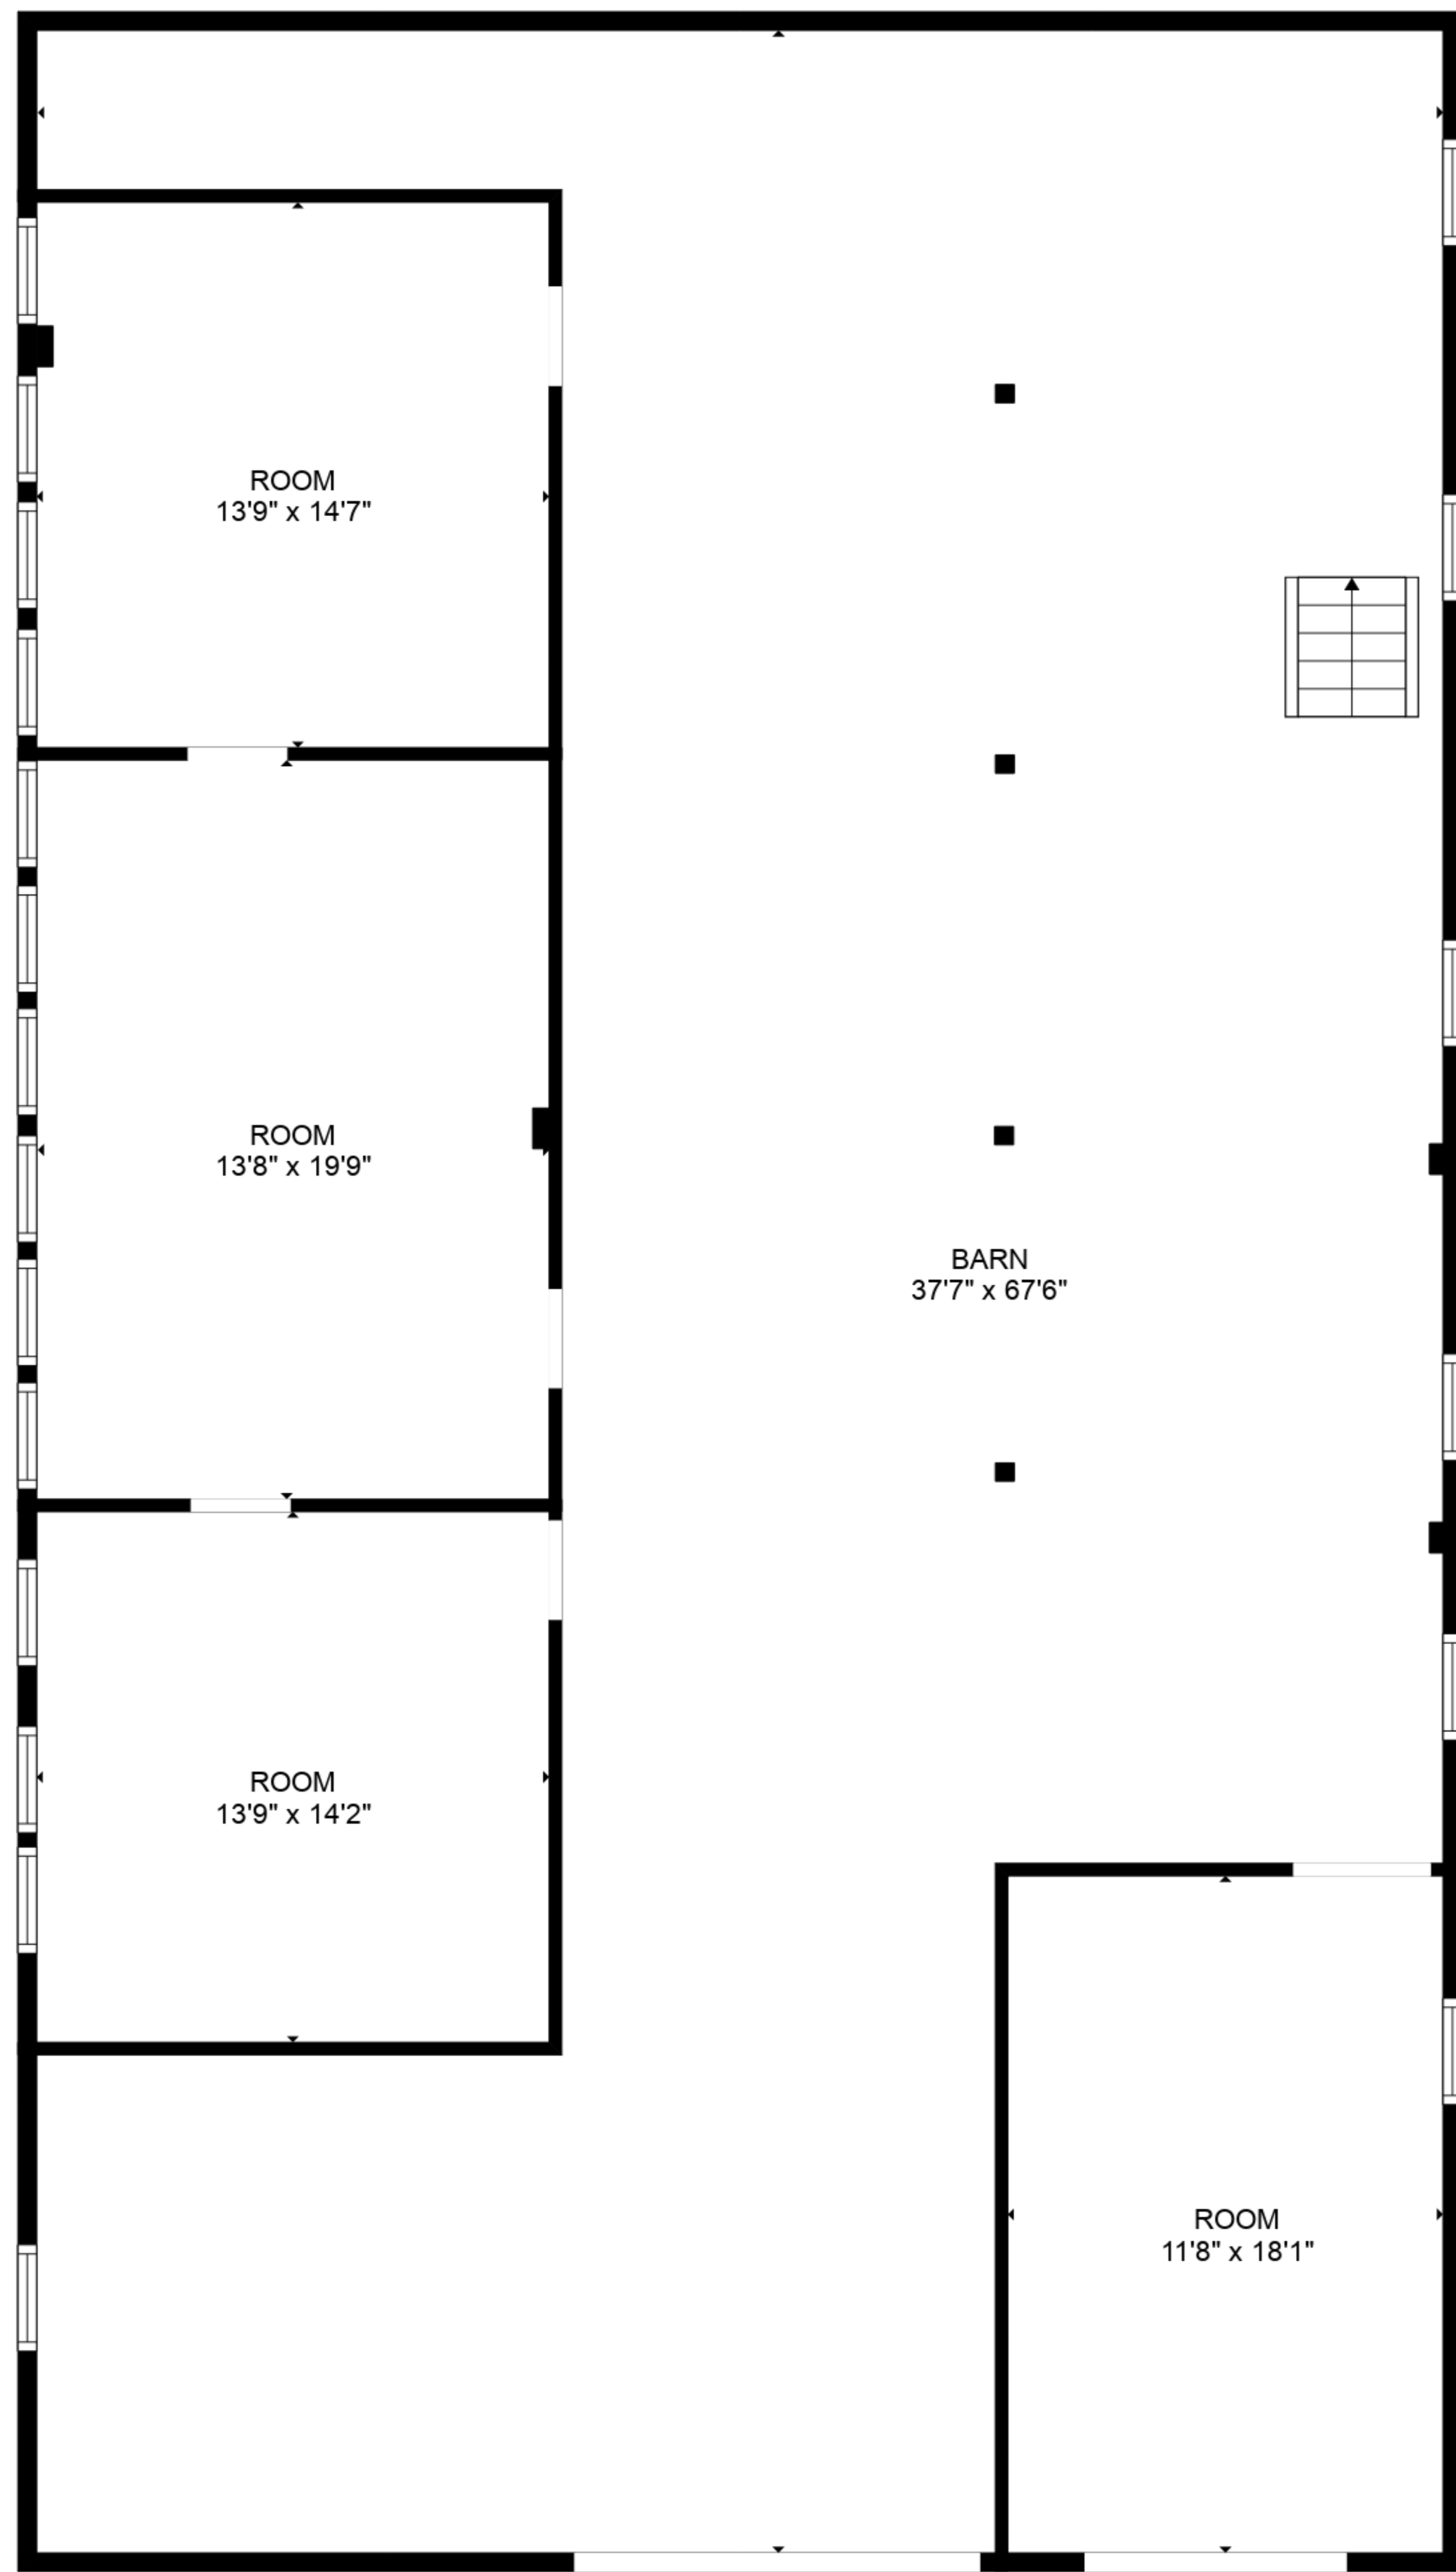 ROOM
13'9" x 14'7"
ROOM
13'8" x 19'9"
BARN
37'7" x 67'6"
ROOM
13'9" x 14'2"
ROOM
11'8" x 18'1"